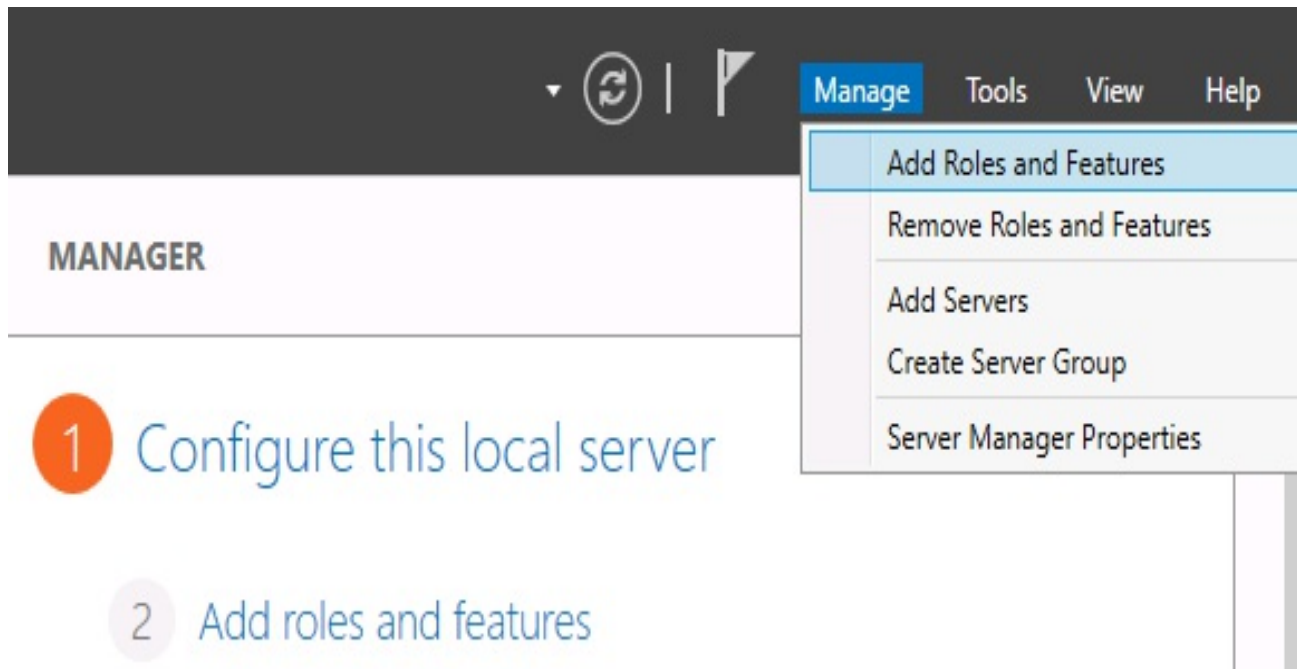 Manage Tools View Help
Add Roles and Features
Remove Roles and Features
MANAGER
Add Servers
Create Server Group
Server Manager Properties
1 Configure this local server
2 Add roles and features